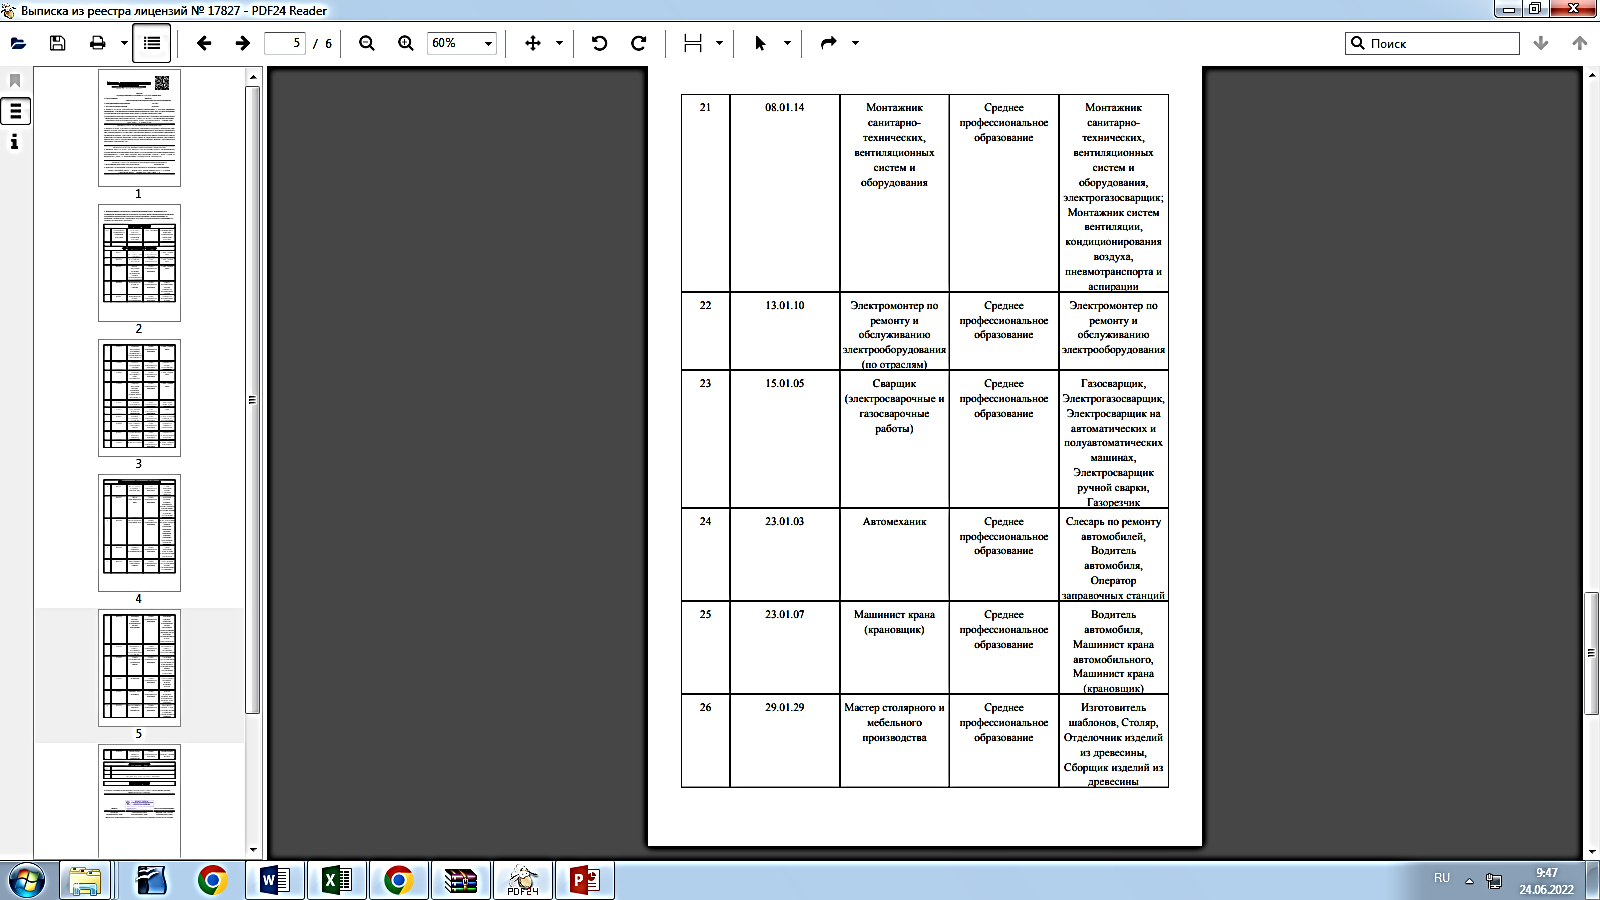 Выписка из реестра лицензий № 17827 - PDF24 Reader
5 / 6
60%
Поиск
1
2
3
4
5
21
08.01.14
Монтажник
санитарно-
технических,
вентиляционных
систем и
оборудования
Среднее
профессиональное
образование
Монтажник
санитарно-
технических,
вентиляционных
систем и
оборудования,
электрогазосварщик;
Монтажник систем
вентиляции,
кондиционирования
воздуха,
пневмотранспорта и
аспирации
22
13.01.10
Электромонтер по
ремонту и
обслуживанию
электрооборудования
(по отраслям)
Среднее
профессиональное
образование
Электромонтер по
ремонту и
обслуживанию
электрооборудования
23
15.01.05
Сварщик
(электросварочные и
газосварочные
работы)
Среднее
профессиональное
образование
Газосварщик,
Электрогазосварщик,
Электросварщик на
автоматических и
полуавтоматических
машинах,
Электросварщик
ручной сварки,
Газорезчик
24
23.01.03
Автомеханик
Среднее
профессиональное
образование
Слесарь по ремонту
автомобилей,
Водитель
автомобиля,
Оператор
заправочных станций
25
23.01.07
Машинист крана
(крановщик)
Среднее
профессиональное
образование
Водитель
автомобиля,
Машинист крана
автомобильного,
Машинист крана
(крановщик)
26
29.01.29
Мастер столярного и
мебельного
производства
Среднее
профессиональное
образование
Изготовитель
шаблонов, Столяр,
Отделочник изделий
из древесины,
Сборщик изделий из
древесины
PDF24
RU
9:47
24.06.2022